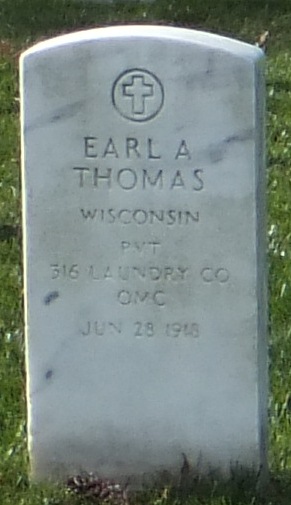 EARL A
THOMAS
WISCONSIN
PVT
316 LAUNDRY CO
QMC
JUN 28 1918